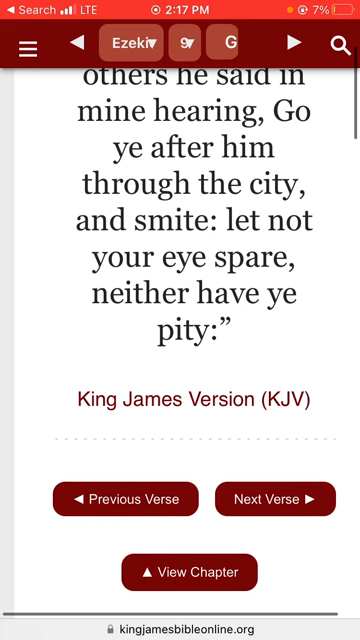 Search LTE 2:17 PM 7%
Ezeki 9 G
others he said in
mine hearing, Go
ye after him
through the city,
and smite: let not
your eye spare,
neither have ye
pity:”
King James Version (KJV)
◄ Previous Verse Next Verse ►
▲ View Chapter
kingjamesbibleonline.org